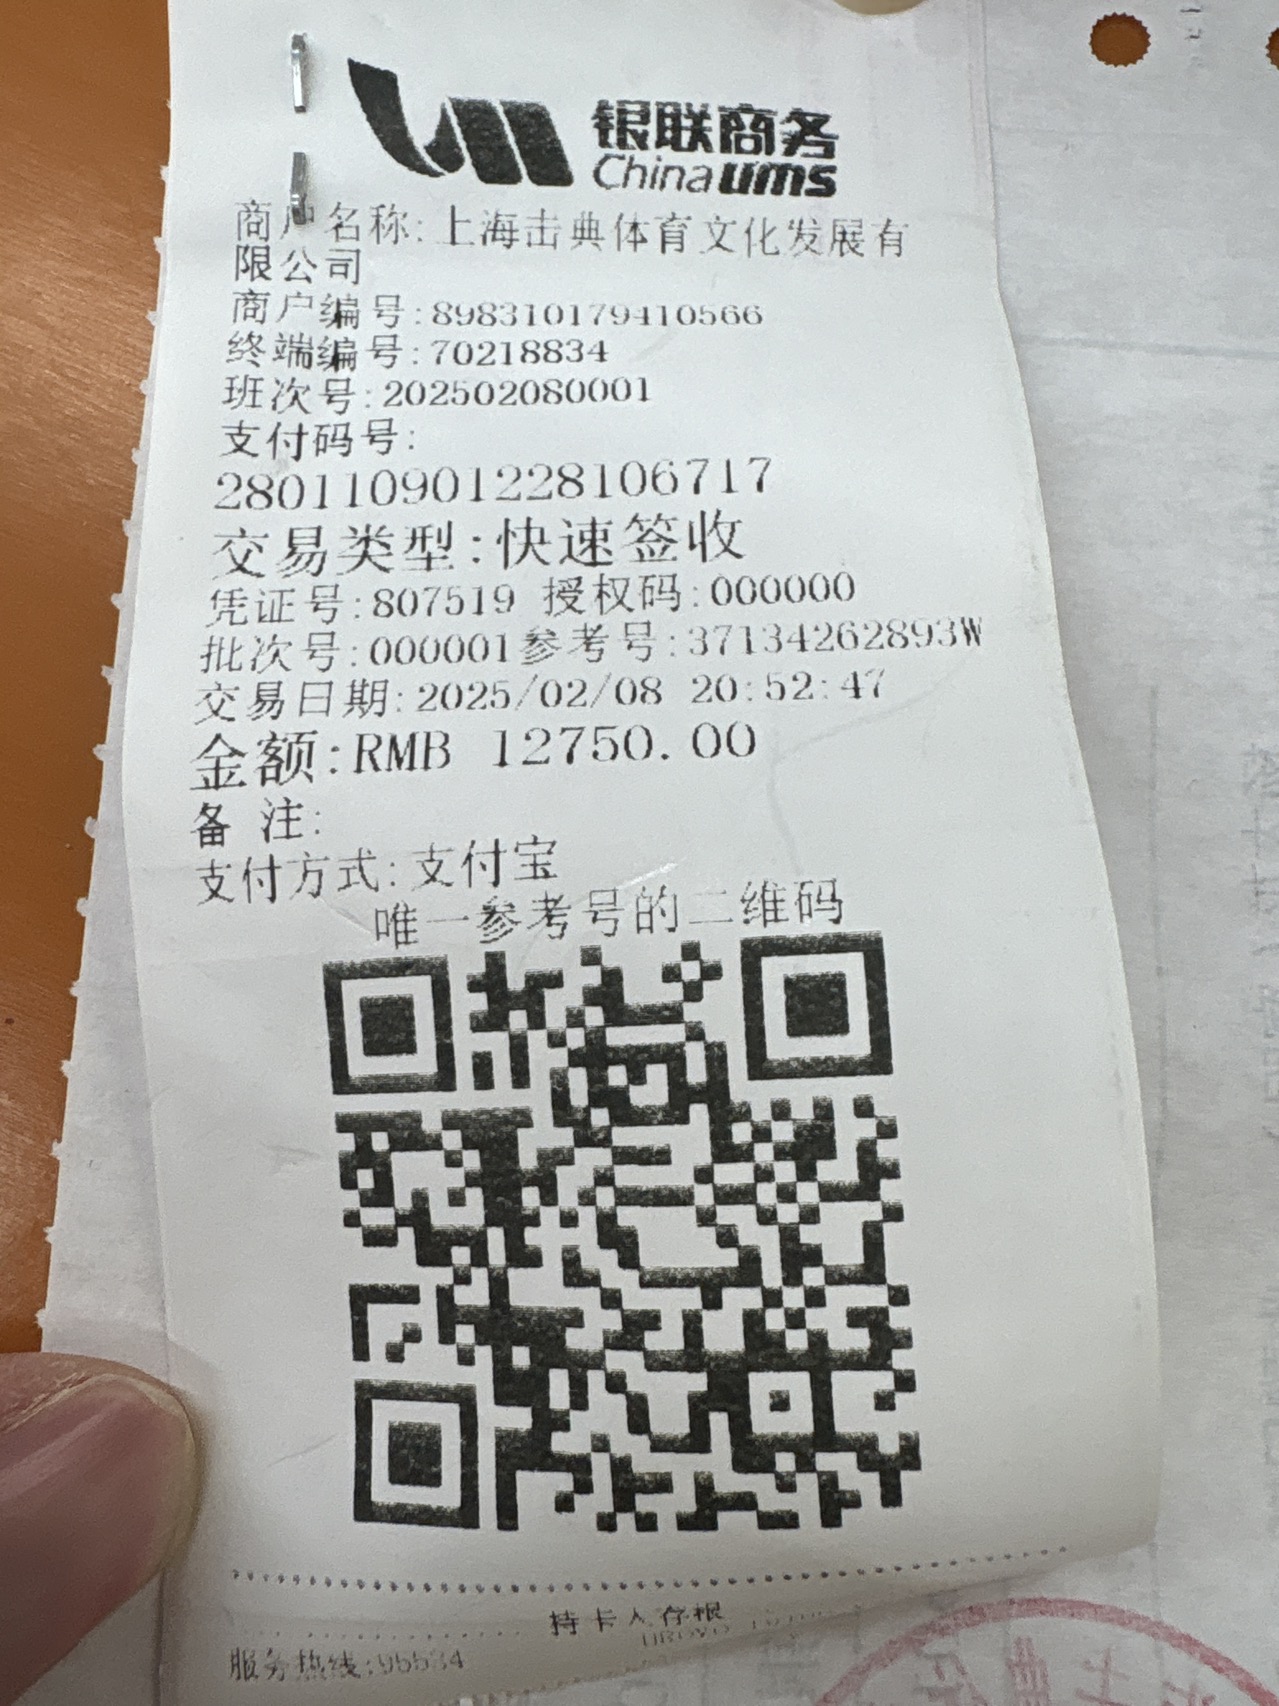 银联商务
Chinaums
商户名称:上海击典体育文化发展有
限公司
商户编号:898310179410566
终端编号:70218834
班次号:202502080001
支付码号:
280110901228106717
交易类型:快速签收
凭证号:807519 授权码:000000
批次号:000001参考号:37134262893W
交易日期:2025/02/08 20:52:47
金额:RMB 12750.00
备 注:
支付方式:支付宝
唯一参考号的二维码
持卡人存根
服务热线:95534